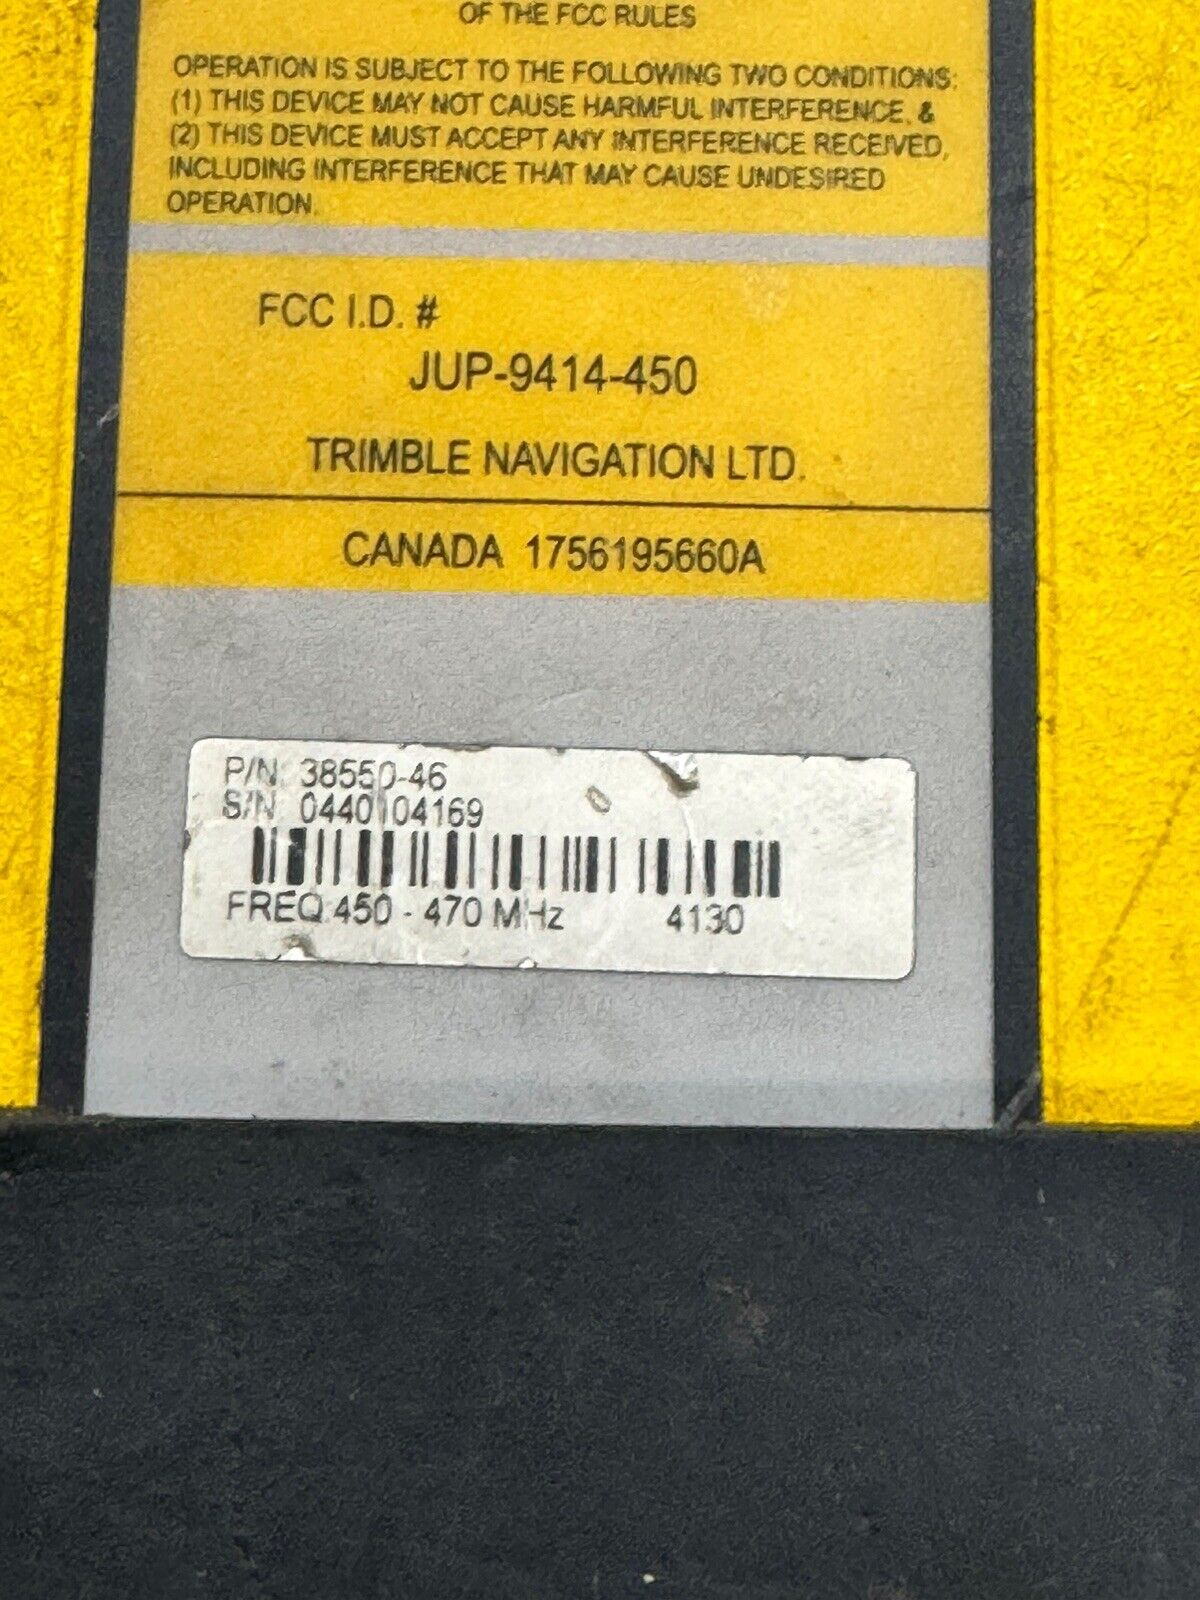 OF THE FCC RULES
OPERATION IS SUBJECT TO THE FOLLOWING TWO CONDITIONS:
(1) THIS DEVICE MAY NOT CAUSE HARMFUL INTERFERENCE, &
(2) THIS DEVICE MUST ACCEPT ANY INTERFERENCE RECEIVED,
INCLUDING INTERFERENCE THAT MAY CAUSE UNDESIRED
OPERATION.
FCC I.D. #
JUP-9414-450
TRIMBLE NAVIGATION LTD.
CANADA 1756195660A
P/N: 38550-46
S/N: 0440104169
FREQ:450 - 470 MHz 4130